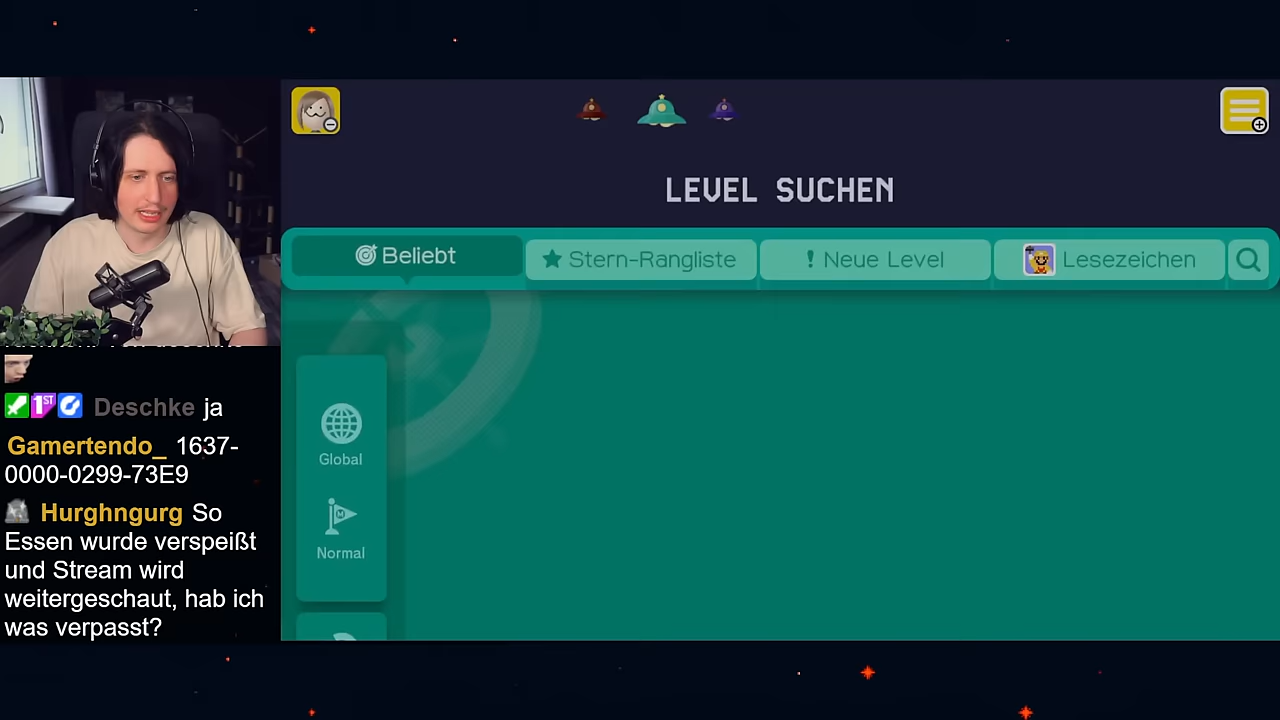 LEVEL SUCHEN
Beliebt
Stern-Rangliste
Neue Level
Lesezeichen
Global
Normal
1ST
Deschke ja
Gamertendo_ 1637-
0000-0299-73E9
Hurghngurg So
Essen wurde verspeißt
und Stream wird
weitergeschaut, hab ich
was verpasst?